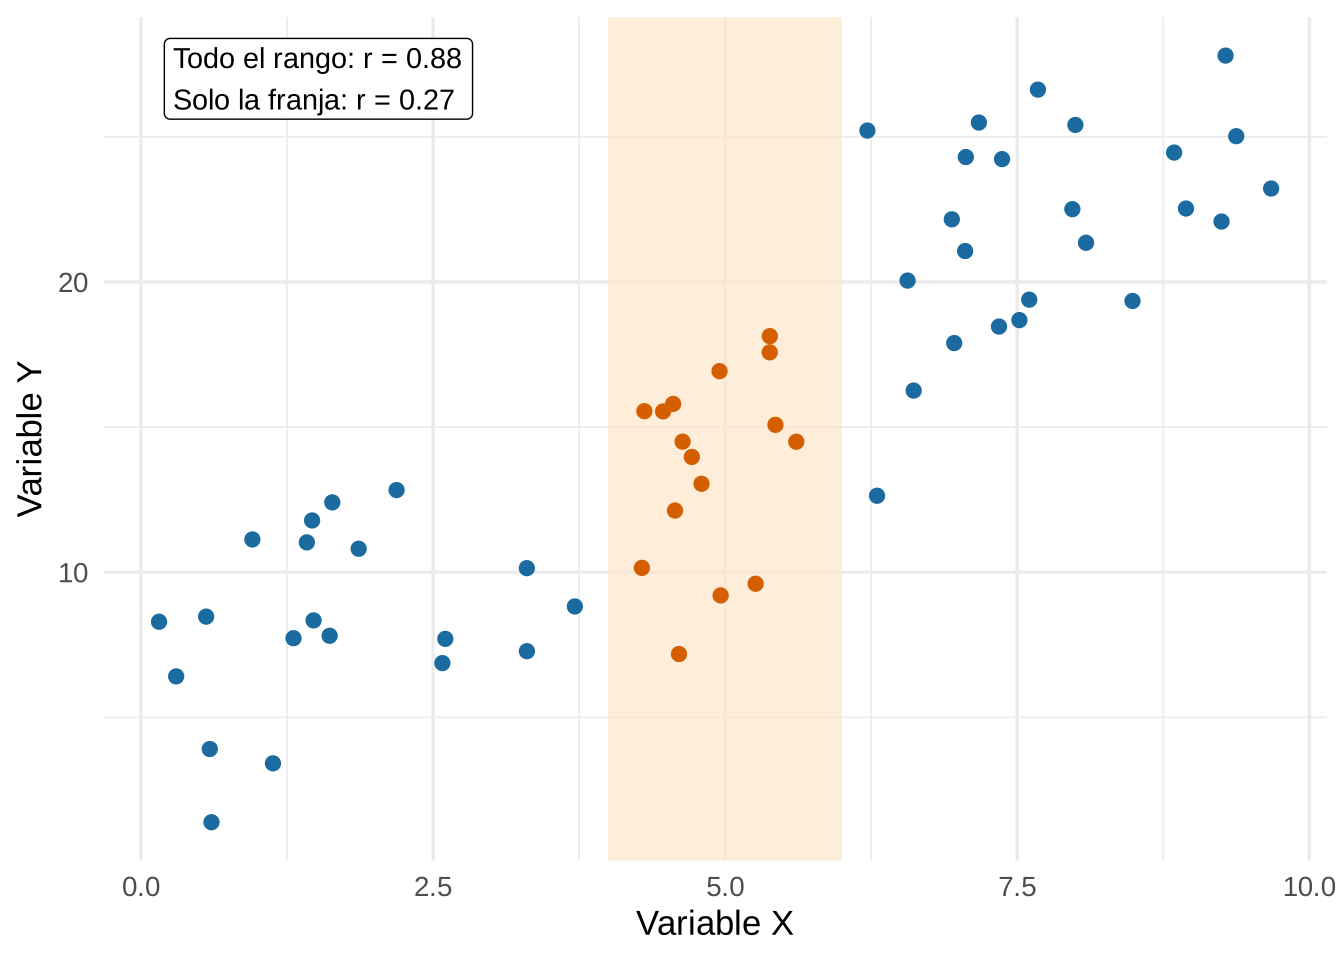 Todo el rango: r = 0.88
Solo la franja: r = 0.27
20
10
Variable Y
0.0
2.5
5.0
7.5
10.0
Variable X